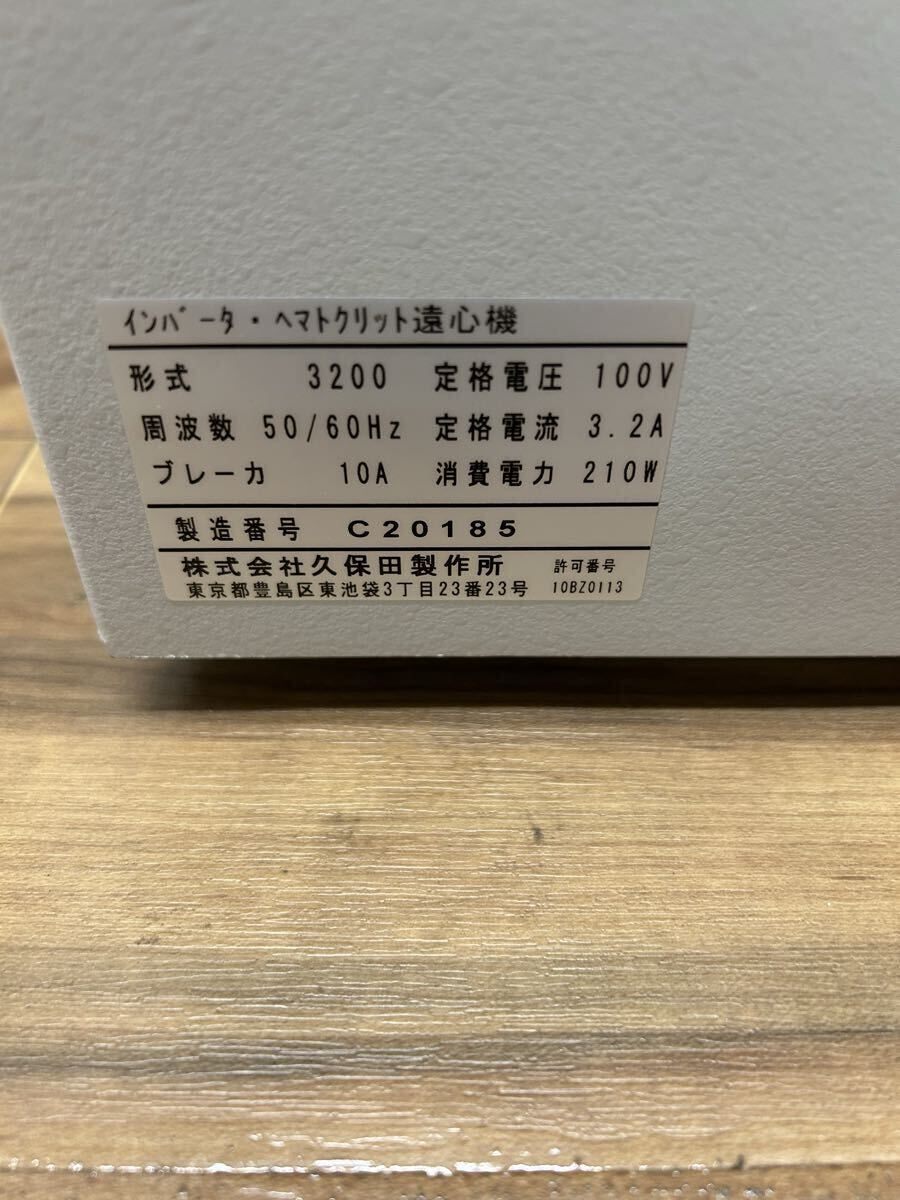 ｲﾝﾊﾞｰﾀ・ﾍﾏﾄｸﾘｯﾄ遠心機
形式 3200 定格電圧 100V
周波数 50/60Hz 定格電流 3.2A
ブレーカ 10A 消費電力 210W
製造番号 C20185
株式会社久保田製作所 許可番号
東京都豊島区東池袋3丁目23番23号 10BZ0113